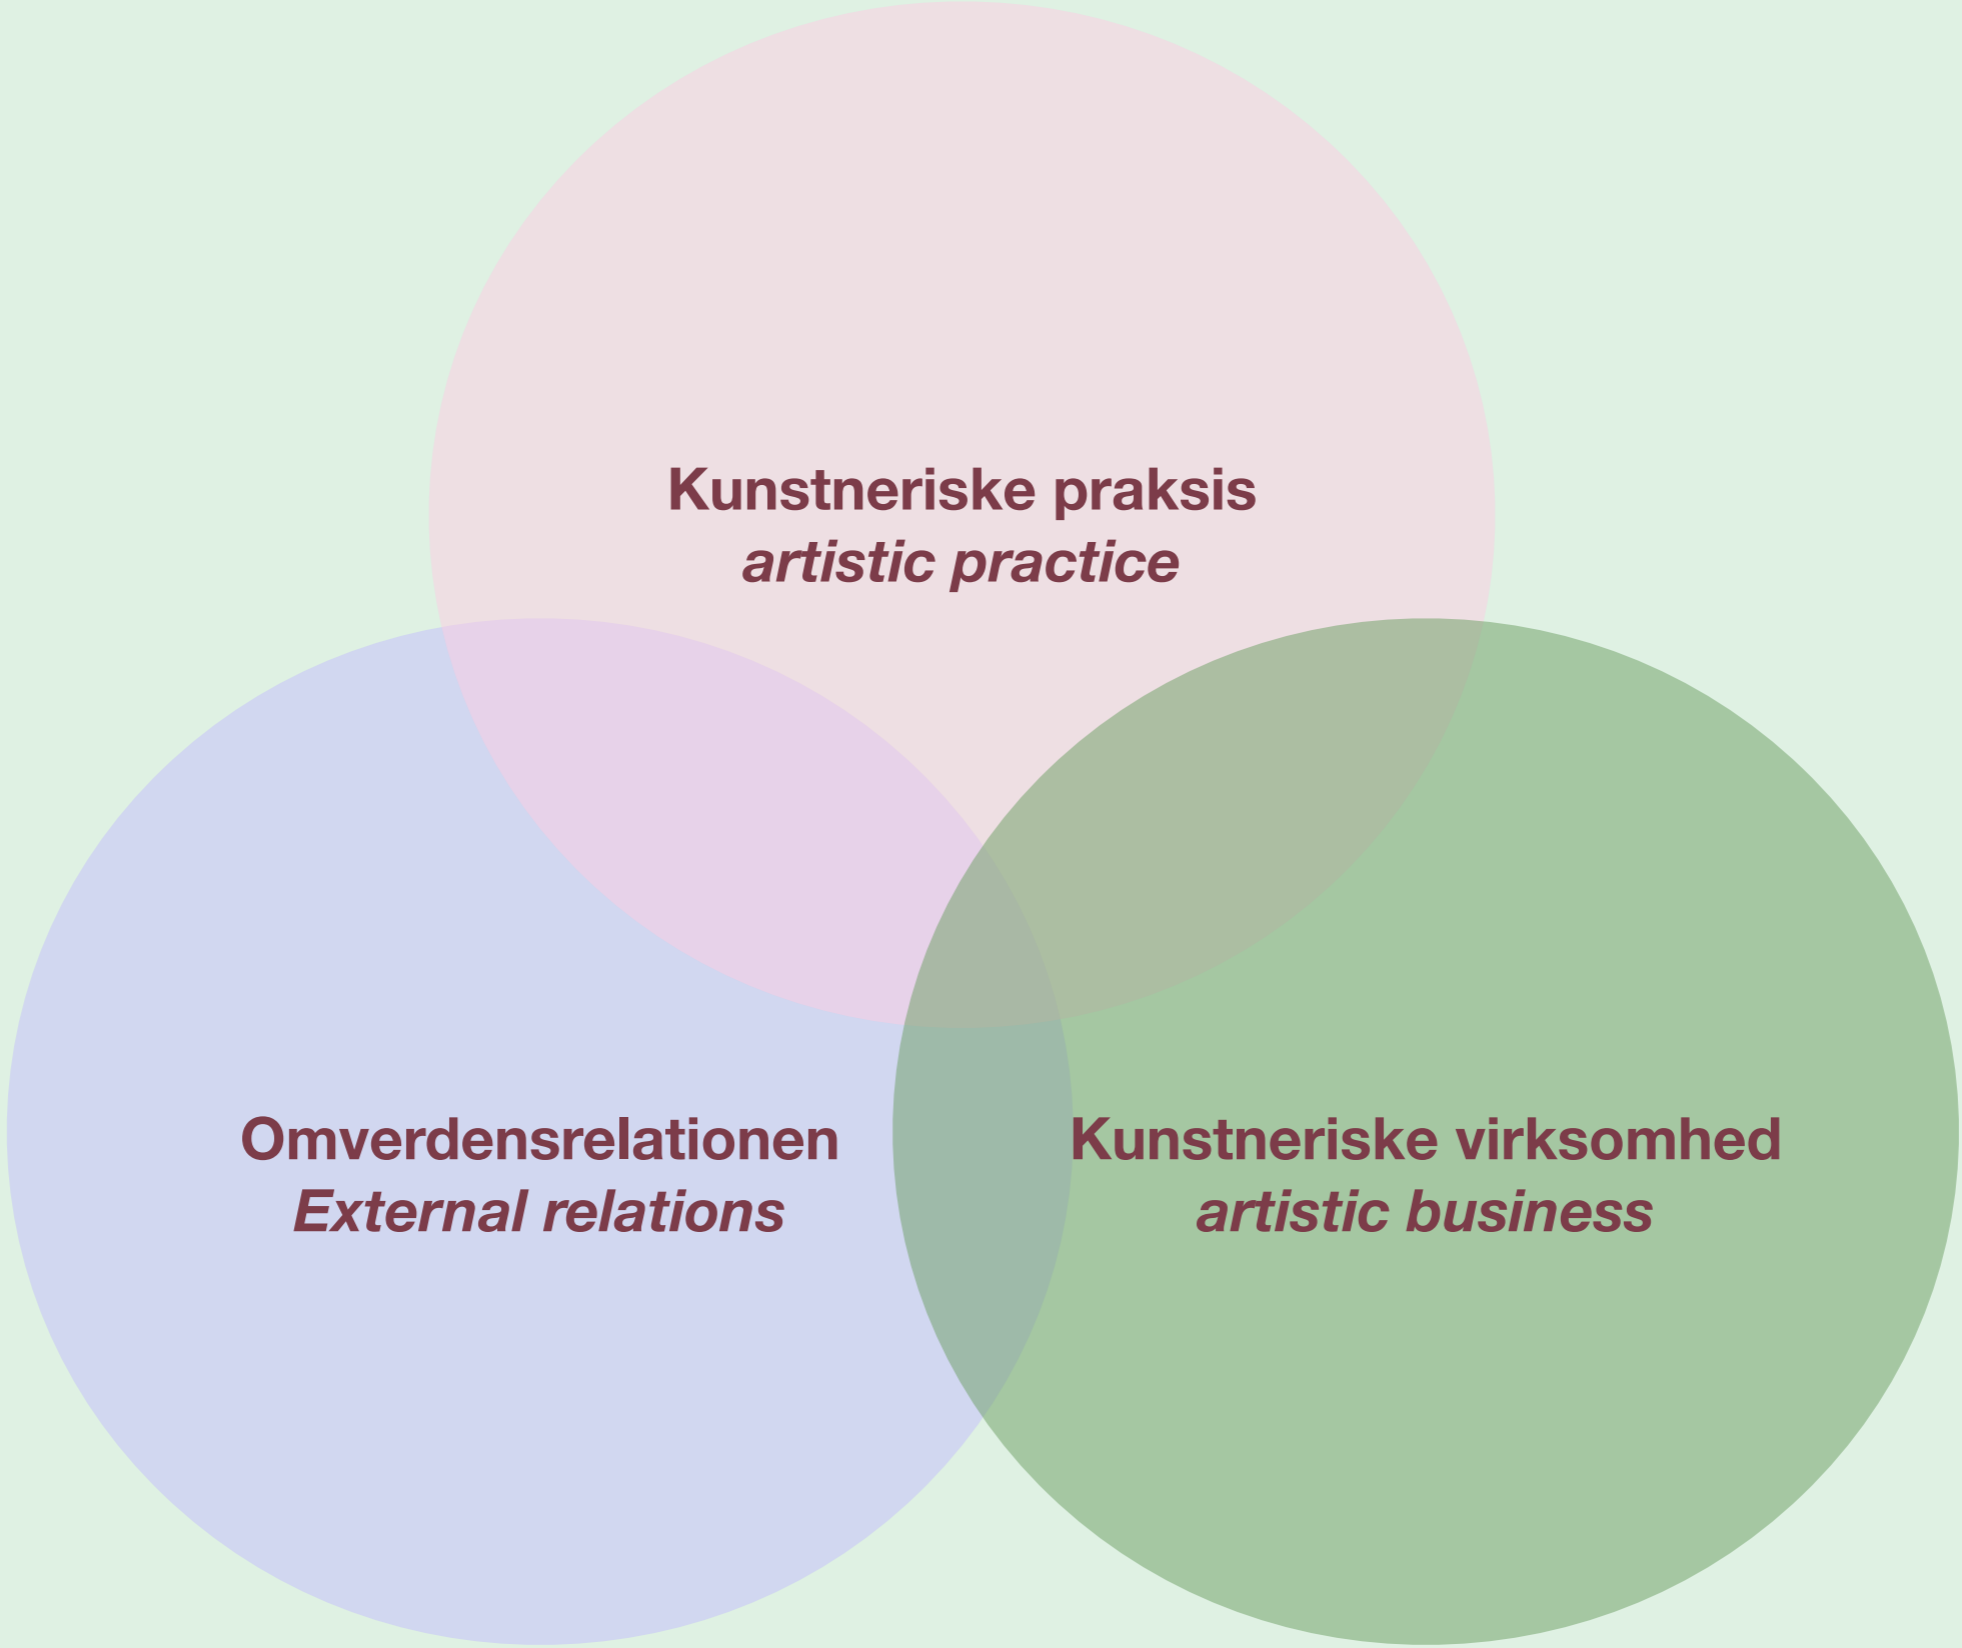 Kunstneriske praksis
artistic practice
Omverdensrelationen
External relations
Kunstneriske virksomhed
artistic business